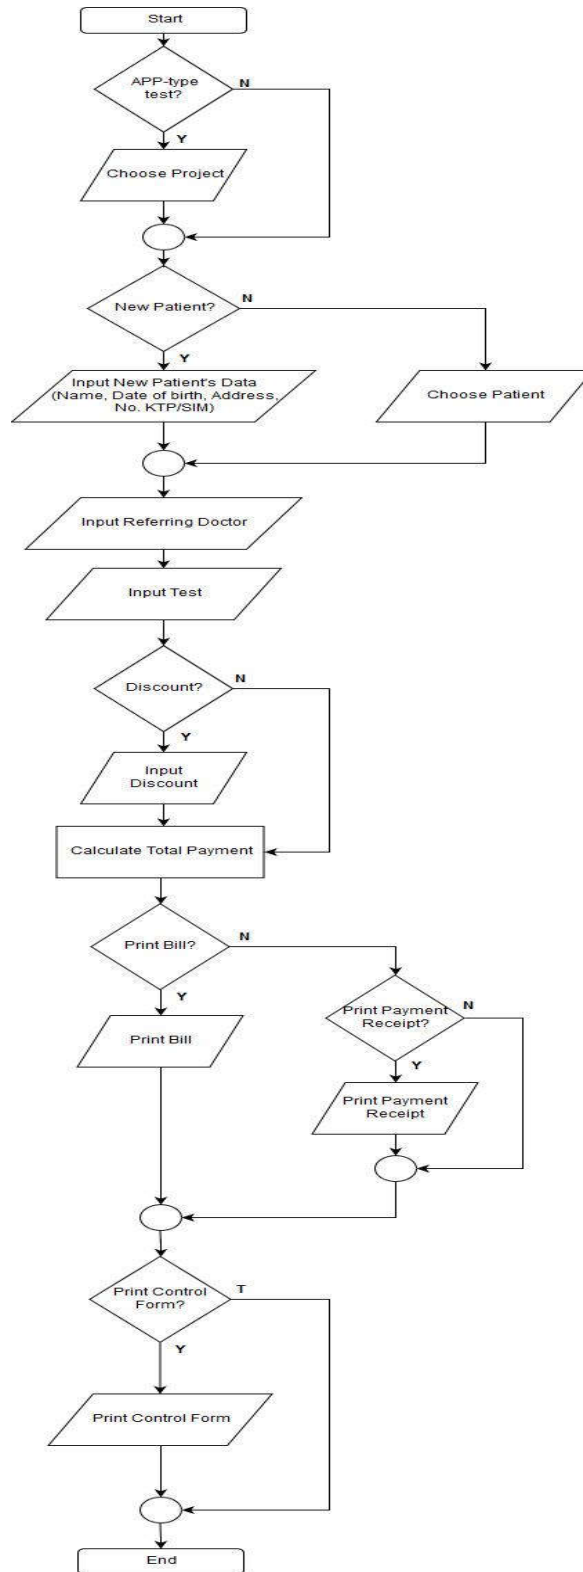 Start
APP-type
test?
N
Y
Choose Project
New Patient?
N
Y
Input New Patient's Data
(Name, Date of birth, Address,
No. KTP/SIM)
Choose Patient
Input Referring Doctor
Input Test
Discount?
N
Y
Input
Discount
Calculate Total Payment
Print Bill?
N
Y
Print Bill
Print Payment
Receipt?
N
Y
Print Payment
Receipt
Print Control
Form?
T
Y
Print Control Form
End